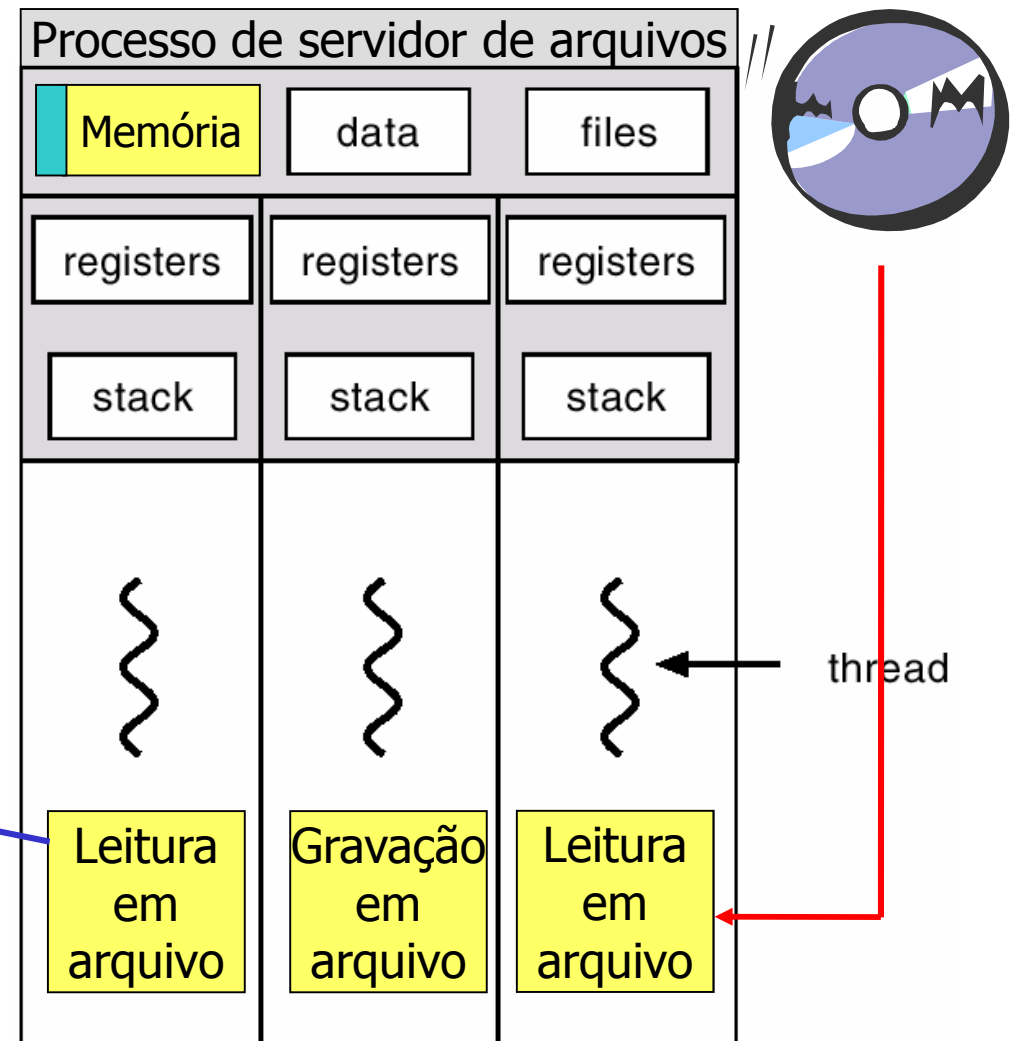 Processo de servidor de arquivos
Memória data files
registers registers registers
stack stack stack
thread
Leitura Gravação Leitura
em em em
arquivo arquivo arquivo